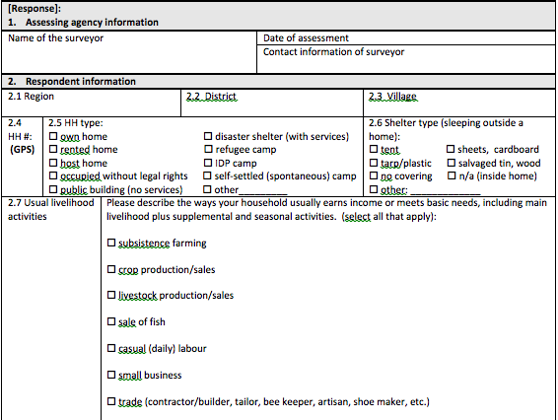 [Response]:
1. Assessing agency information
Name of the surveyor
Date of assessment
Contact information of surveyor
2. Respondent information
2.1 Region
2.2 District
2.3 Village
2.4
HH #:
(GPS)
2.5 HH type:
□ own home
□ rented home
□ host home
□ occupied without legal rights
□ public building (no services)
□ disaster shelter (with services)
□ refugee camp
□ IDP camp
□ self-settled (spontaneous) camp
□ other_________
2.6 Shelter type (sleeping outside a
home):
□ tent
□ tarp/plastic
□ no covering
□ other: _____________
□ sheets, cardboard
□ salvaged tin, wood
□ n/a (inside home)
2.7 Usual livelihood
activities
Please describe the ways your household usually earns income or meets basic needs, including main
livelihood plus supplemental and seasonal activities. (select all that apply):
□ subsistence farming
□ crop production/sales
□ livestock production/sales
□ sale of fish
□ casual (daily) labour
□ small business
□ trade (contractor/builder, tailor, bee keeper, artisan, shoe maker, etc.)